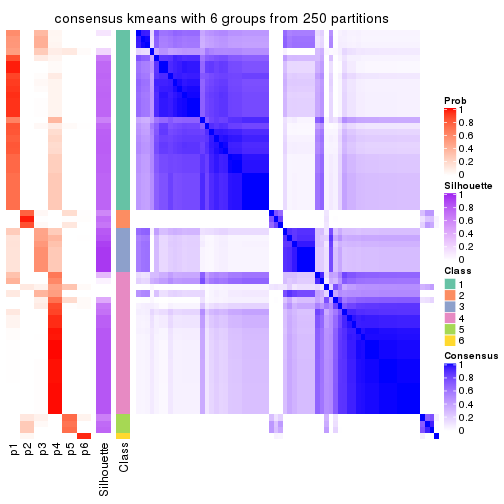 consensus kmeans with 6 groups from 250 partitions
Prob
1
0.8
0.6
0.4
0.2
0
Silhouette
1
0.8
0.6
0.4
0.2
0
Class
1
2
3
4
5
6
Consensus
1
0.8
0.6
0.4
0.2
0
p1
p2
p3
p4
p5
p6
Silhouette
Class